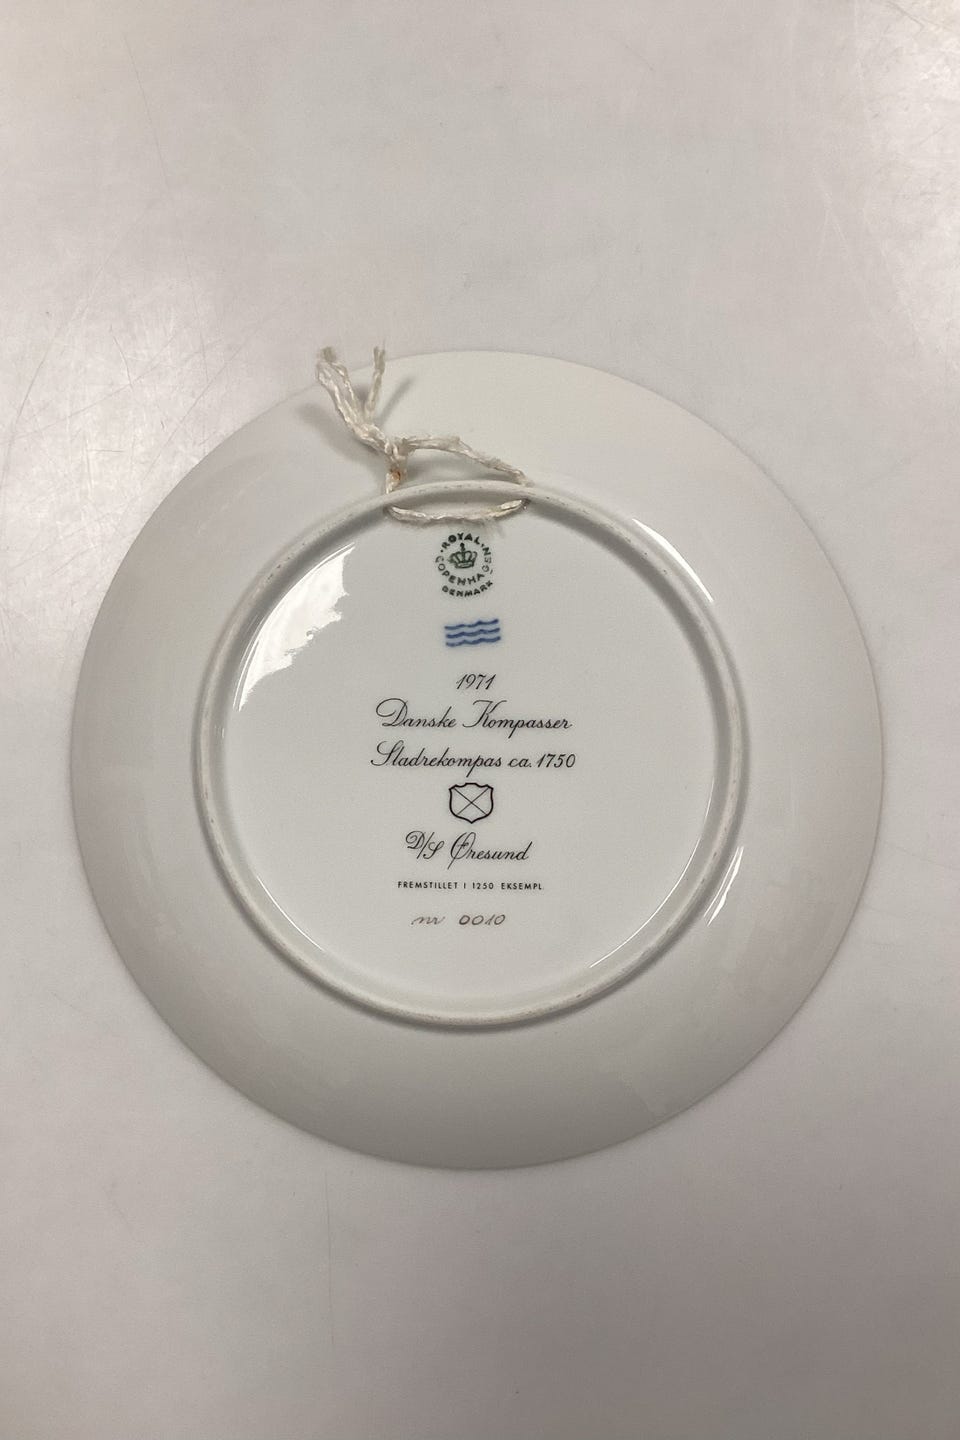 ROYAL COPENHAGEN
DENMARK
1971
Danske Kompasser
Sladrekompas ca. 1750
D/S Øresund
FREMSTILLET I 1250 EKSEMPL.
nr 0010